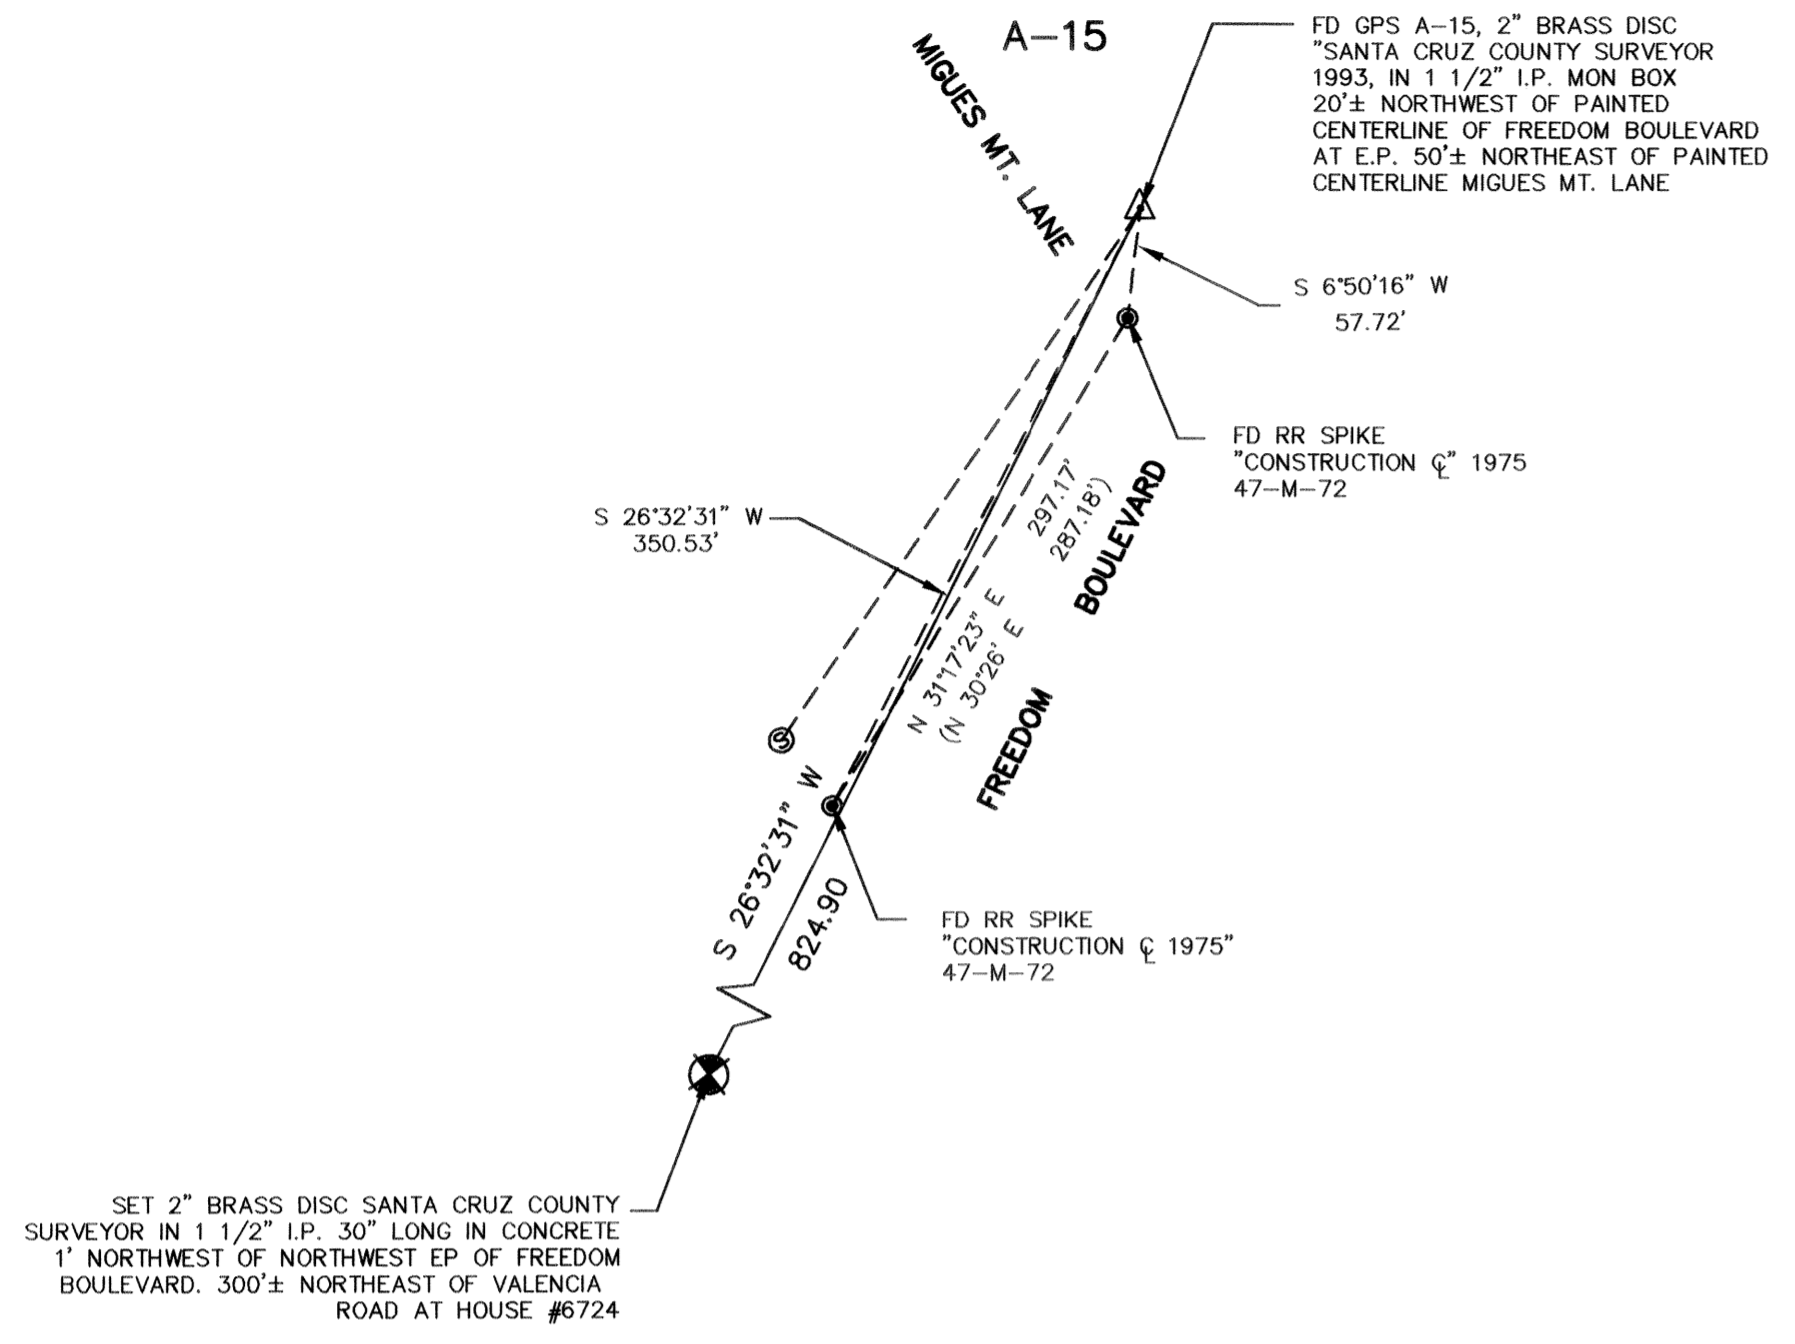 A-15
MIGUES MT. LANE
FD GPS A-15, 2" BRASS DISC
"SANTA CRUZ COUNTY SURVEYOR
1993, IN 1 1/2" I.P. MON BOX
20'± NORTHWEST OF PAINTED
CENTERLINE OF FREEDOM BOULEVARD
AT E.P. 50'± NORTHEAST OF PAINTED
CENTERLINE MIGUES MT. LANE
S 6°50'16" W
57.72'
FD RR SPIKE
"CONSTRUCTION ℄" 1975
47-M-72
S 26°32'31" W
350.53'
N 31°17'23" E 297.17'
(N 30°26' E 287.18')
FREEDOM BOULEVARD
S 26°32'31" W
824.90
FD RR SPIKE
"CONSTRUCTION ℄ 1975"
47-M-72
S
SET 2" BRASS DISC SANTA CRUZ COUNTY
SURVEYOR IN 1 1/2" I.P. 30" LONG IN CONCRETE
1' NORTHWEST OF NORTHWEST EP OF FREEDOM
BOULEVARD. 300'± NORTHEAST OF VALENCIA
ROAD AT HOUSE #6724